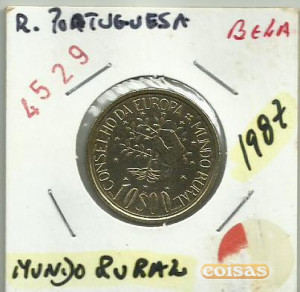 R. PORTUGUESA
BELA
4529
CONSELHO DA EUROPA * MUNDO RURAL
10$00
1987
MUNDO RURAL
coisas